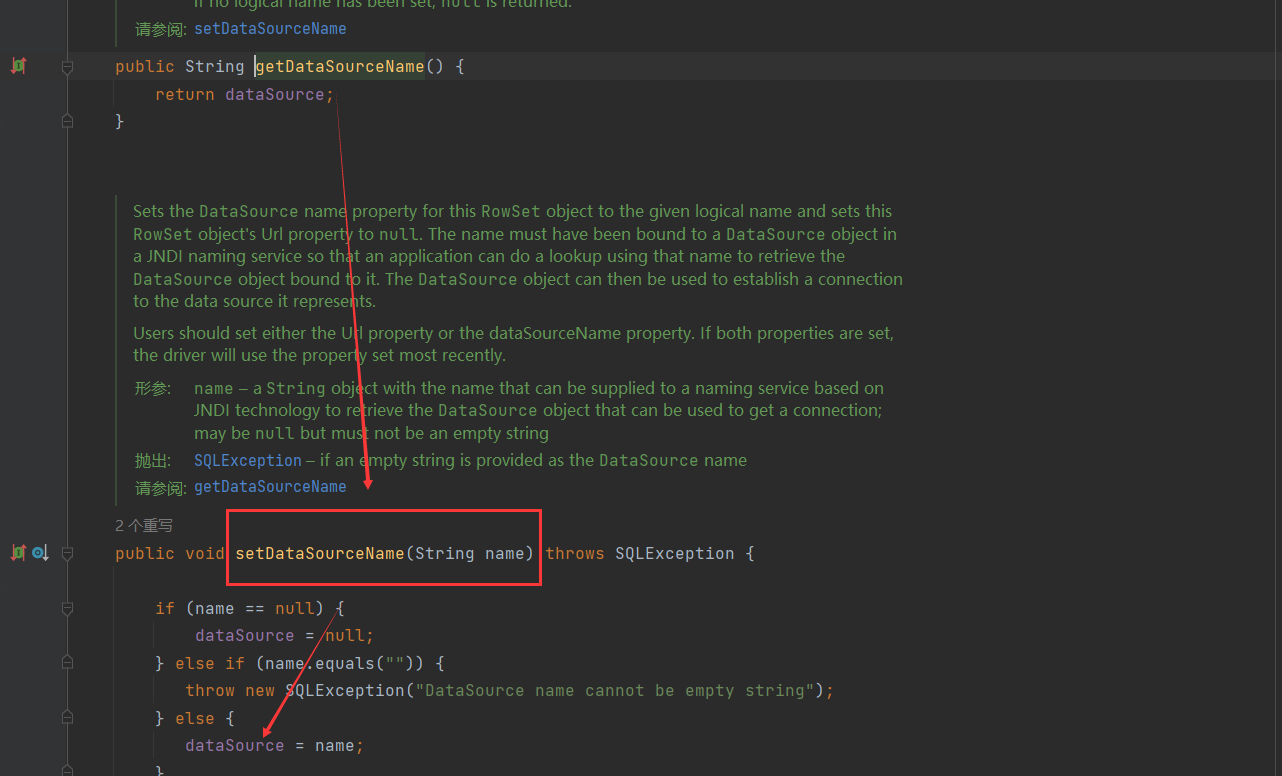 If no logical name has been set, null is returned.
请参阅: setDataSourceName
public String getDataSourceName() {
return dataSource;
}
Sets the DataSource name property for this RowSet object to the given logical name and sets this
RowSet object's Url property to null. The name must have been bound to a DataSource object in
a JNDI naming service so that an application can do a lookup using that name to retrieve the
DataSource object bound to it. The DataSource object can then be used to establish a connection
to the data source it represents.
Users should set either the Url property or the dataSourceName property. If both properties are set,
the driver will use the property set most recently.
形参: name – a String object with the name that can be supplied to a naming service based on
JNDI technology to retrieve the DataSource object that can be used to get a connection;
may be null but must not be an empty string
抛出: SQLException – if an empty string is provided as the DataSource name
请参阅: getDataSourceName
2 个重写
public void setDataSourceName(String name) throws SQLException {
if (name == null) {
dataSource = null;
} else if (name.equals("")) {
throw new SQLException("DataSource name cannot be empty string");
} else {
dataSource = name;
}